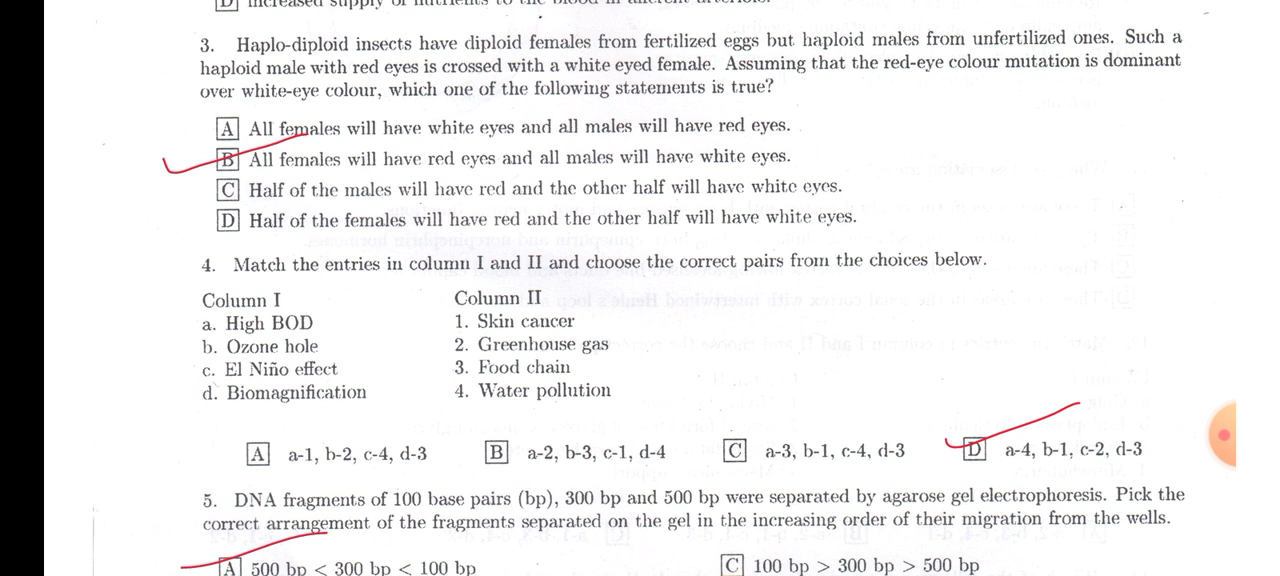 D increased supply of nutrients to the blood in
3. Haplo-diploid insects have diploid females from fertilized eggs but haploid males from unfertilized ones. Such a
haploid male with red eyes is crossed with a white eyed female. Assuming that the red-eye colour mutation is dominant
over white-eye colour, which one of the following statements is true?
A All females will have white eyes and all males will have red eyes.
B All females will have red eyes and all males will have white eyes.
C Half of the males will have red and the other half will have white eyes.
D Half of the females will have red and the other half will have white eyes.
4. Match the entries in column I and II and choose the correct pairs from the choices below.
Column I Column II
a. High BOD 1. Skin cancer
b. Ozone hole 2. Greenhouse gas
c. El Niño effect 3. Food chain
d. Biomagnification 4. Water pollution
A a-1, b-2, c-4, d-3 B a-2, b-3, c-1, d-4 C a-3, b-1, c-4, d-3 D a-4, b-1, c-2, d-3
5. DNA fragments of 100 base pairs (bp), 300 bp and 500 bp were separated by agarose gel electrophoresis. Pick the
correct arrangement of the fragments separated on the gel in the increasing order of their migration from the wells.
A 500 bp < 300 bp < 100 bp C 100 bp > 300 bp > 500 bp